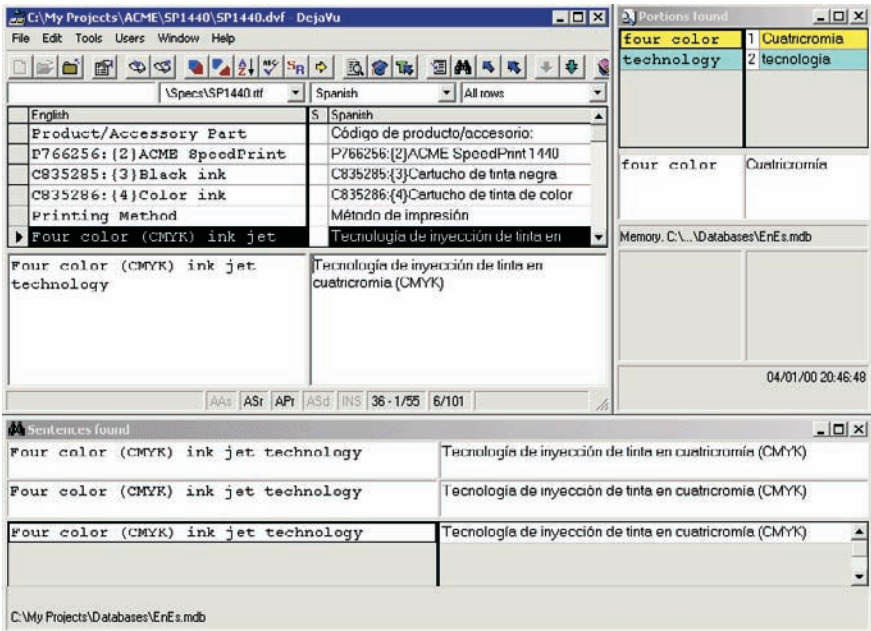 C:\My Projects\ACME\SP1440\SP1440.dvf - DejaVu
File Edit Tools Users Window Help
\Specs\SP1440.rtf Spanish All rows
English S Spanish
Product/Accessory Part Código de producto/accesorio:
P766256:{2}ACME SpeedPrint P766256:{2}ACME SpeedPrint 1440
C835285:{3}Black ink C835285:{3}Cartucho de tinta negra
C835286:{4}Color ink C835286:{4}Cartucho de tinta de color
Printing Method Método de impresión
Four color (CMYK) ink jet Tecnología de inyección de tinta en
Four color (CMYK) ink jet
technology
Tecnología de inyección de tinta en
cuatricromía (CMYK)
AAs ASr APr ASd INS 36 - 1/55 6/101
Portions found
four color 1 Cuatricromía
technology 2 tecnología
four color Cuatricromía
Memory. C:\...\Databases\EnEs.mdb
04/01/00 20:46:48
Sentences found
Four color (CMYK) ink jet technology Tecnología de inyección de tinta en cuatricromía (CMYK)
Four color (CMYK) ink jet technology Tecnología de inyección de tinta en cuatricromía (CMYK)
Four color (CMYK) ink jet technology Tecnología de inyección de tinta en cuatricromía (CMYK)
C:\My Projects\Databases\EnEs.mdb